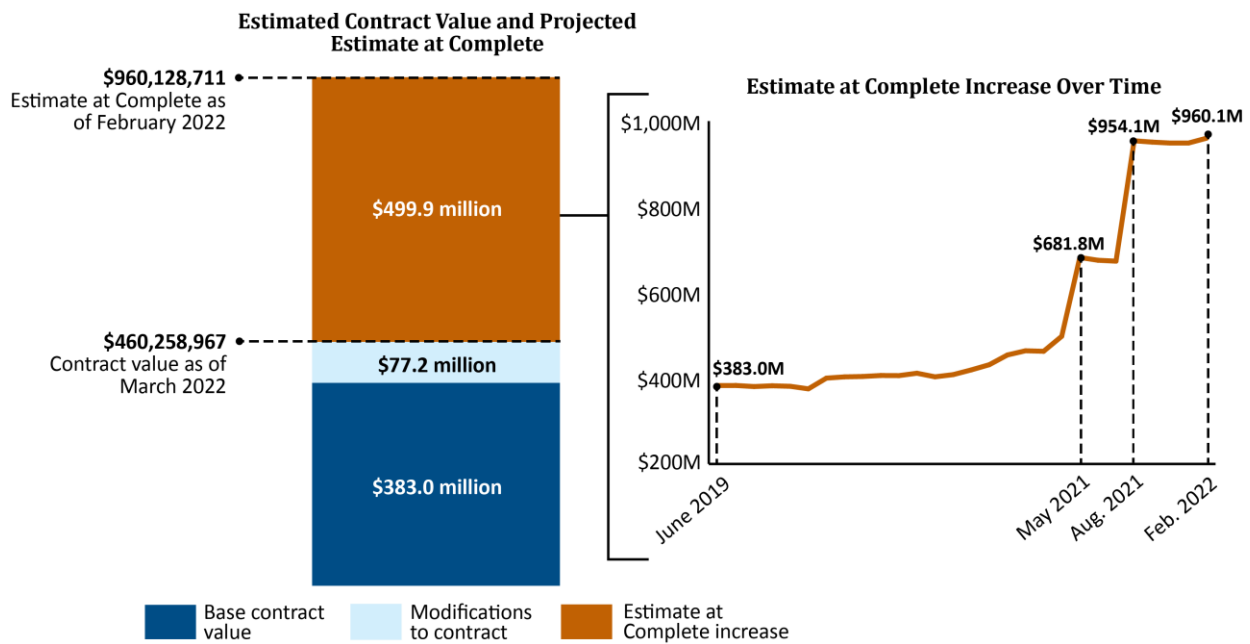 Estimated Contract Value and Projected
Estimate at Complete
$960,128,711
Estimate at Complete as
of February 2022
$499.9 million
$460,258,967
Contract value as of
March 2022
$77.2 million
$383.0 million
Estimate at Complete Increase Over Time
$1,000M
$800M
$600M
$400M
$200M
$383.0M
$681.8M
$954.1M
$960.1M
June 2019
May 2021
Aug. 2021
Feb. 2022
Base contract
value
Modifications
to contract
Estimate at
Complete increase